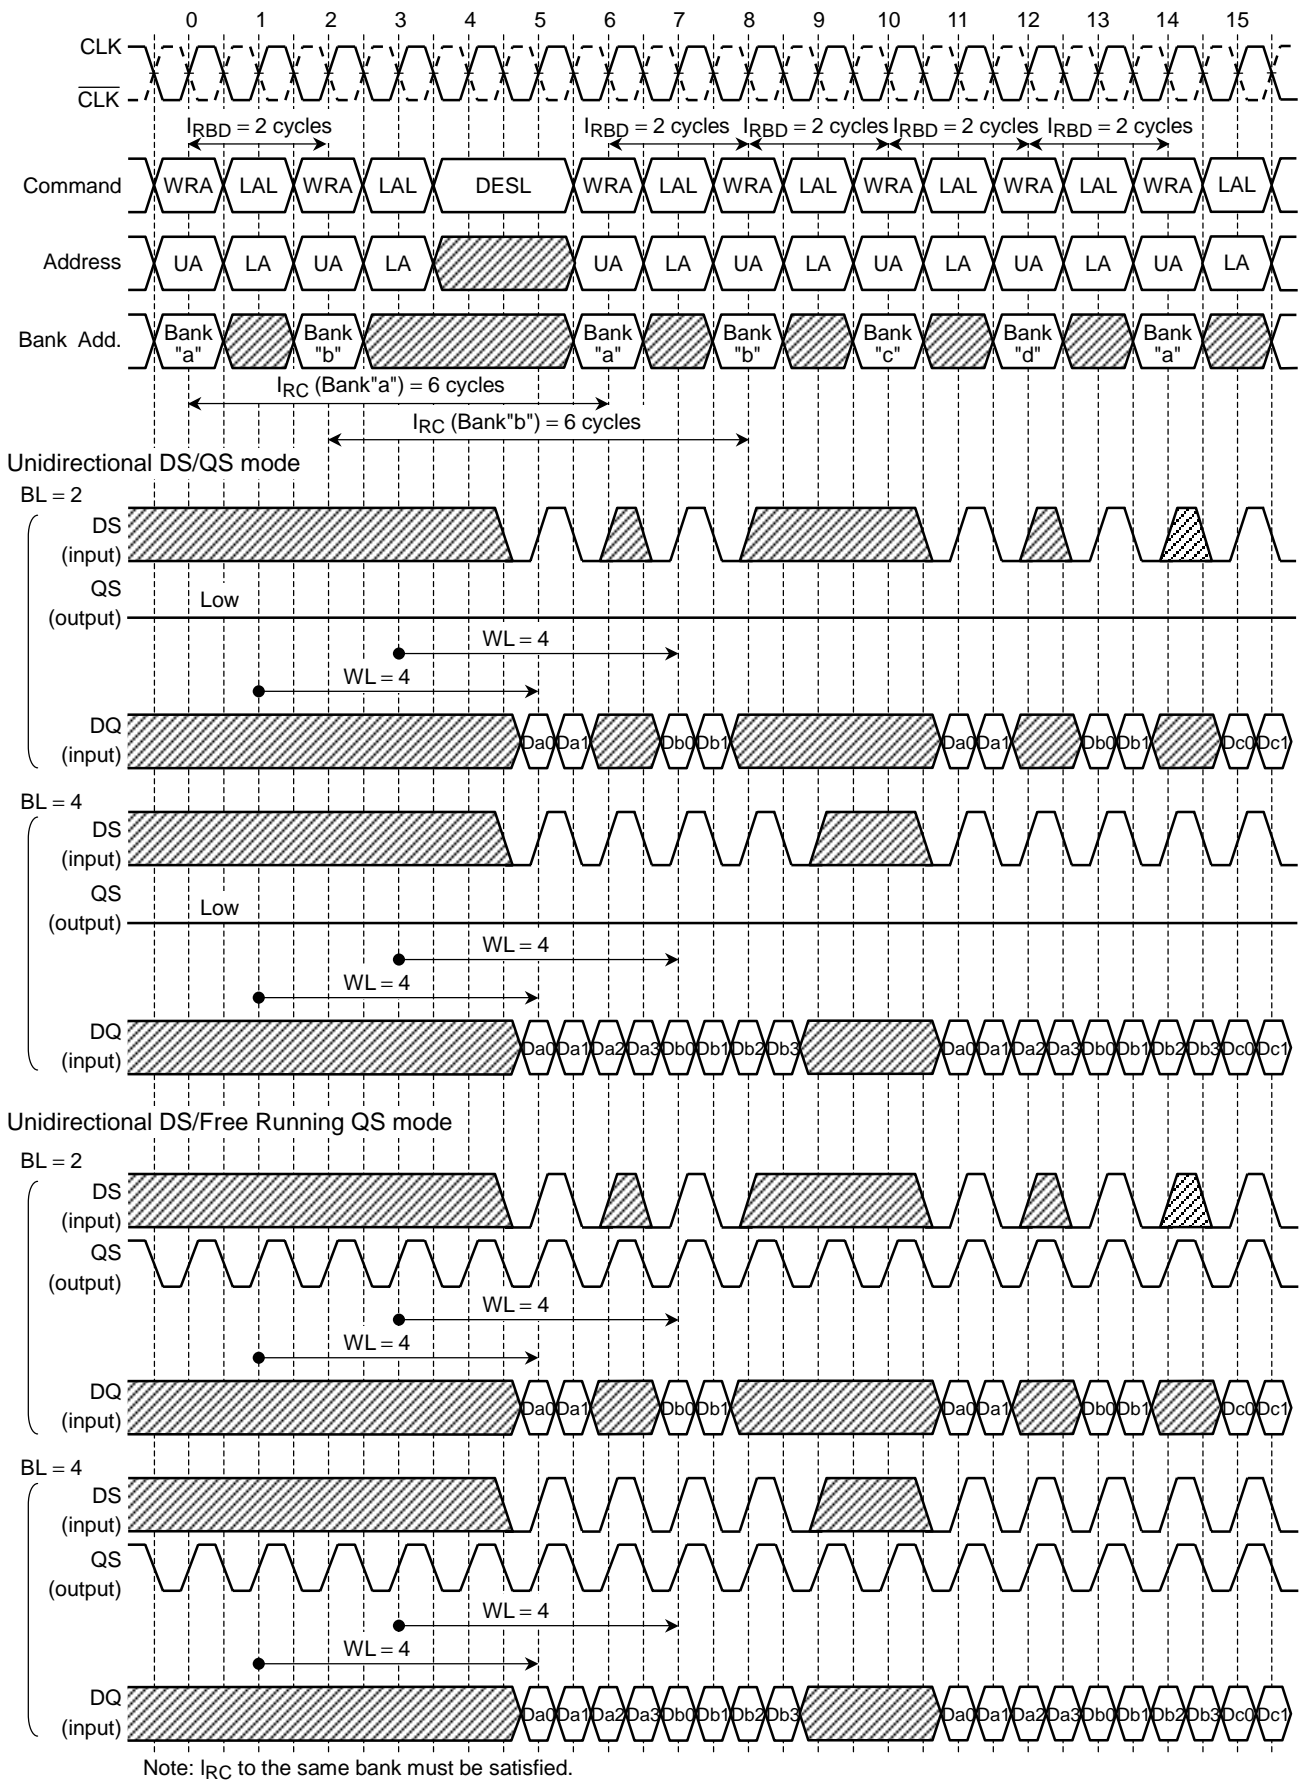 0 1 2 3 4 5 6 7 8 9 10 11 12 13 14 15
CLK
CLK
IRBD = 2 cycles IRBD = 2 cycles IRBD = 2 cycles IRBD = 2 cycles IRBD = 2 cycles
Command WRA LAL WRA LAL DESL WRA LAL WRA LAL WRA LAL WRA LAL WRA LAL
Address UA LA UA LA UA LA UA LA UA LA UA LA UA LA
Bank Add. Bank "a" Bank "b" Bank "a" Bank "b" Bank "c" Bank "d" Bank "a"
IRC (Bank"a") = 6 cycles
IRC (Bank"b") = 6 cycles
Unidirectional DS/QS mode
BL = 2
DS
(input)
QS
(output) Low
WL = 4
WL = 4
DQ
(input) Da0 Da1 Db0 Db1 Da0 Da1 Db0 Db1 Dc0 Dc1
BL = 4
DS
(input)
QS
(output) Low
WL = 4
WL = 4
DQ
(input) Da0 Da1 Da2 Da3 Db0 Db1 Db2 Db3 Da0 Da1 Da2 Da3 Db0 Db1 Db2 Db3 Dc0 Dc1
Unidirectional DS/Free Running QS mode
BL = 2
DS
(input)
QS
(output)
WL = 4
WL = 4
DQ
(input) Da0 Da1 Db0 Db1 Da0 Da1 Db0 Db1 Dc0 Dc1
BL = 4
DS
(input)
QS
(output)
WL = 4
WL = 4
DQ
(input) Da0 Da1 Da2 Da3 Db0 Db1 Db2 Db3 Da0 Da1 Da2 Da3 Db0 Db1 Db2 Db3 Dc0 Dc1
Note: IRC to the same bank must be satisfied.